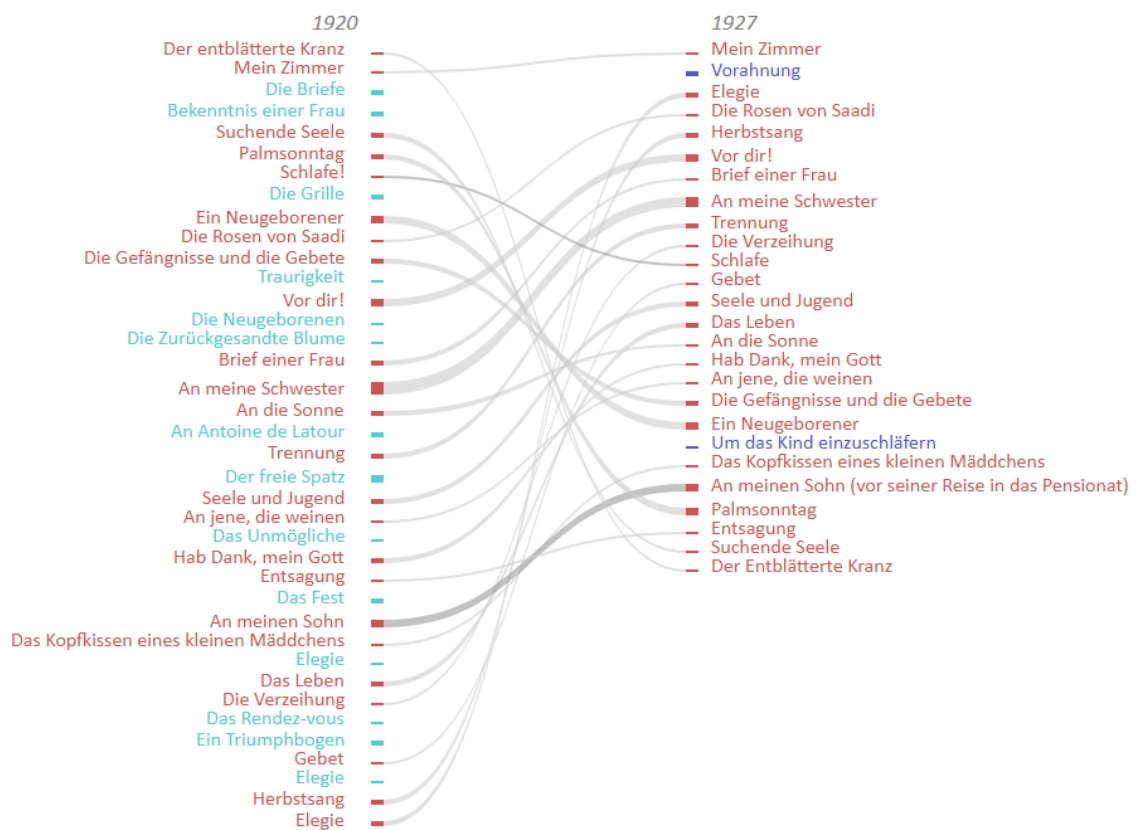 1920
Der entblätterte Kranz
Mein Zimmer
Die Briefe
Bekenntnis einer Frau
Suchende Seele
Palmsonntag
Schlafe!
Die Grille
Ein Neugeborener
Die Rosen von Saadi
Die Gefängnisse und die Gebete
Traurigkeit
Vor dir!
Die Neugeborenen
Die Zurückgesandte Blume
Brief einer Frau
An meine Schwester
An die Sonne
An Antoine de Latour
Trennung
Der freie Spatz
Seele und Jugend
An jene, die weinen
Das Unmögliche
Hab Dank, mein Gott
Entsagung
Das Fest
An meinen Sohn
Das Kopfkissen eines kleinen Mäddchens
Elegie
Das Leben
Die Verzeihung
Das Rendez-vous
Ein Triumphbogen
Gebet
Elegie
Herbstsang
Elegie
1927
Mein Zimmer
Vorahnung
Elegie
Die Rosen von Saadi
Herbstsang
Vor dir!
Brief einer Frau
An meine Schwester
Trennung
Die Verzeihung
Schlafe
Gebet
Seele und Jugend
Das Leben
An die Sonne
Hab Dank, mein Gott
An jene, die weinen
Die Gefängnisse und die Gebete
Ein Neugeborener
Um das Kind einzuschläfern
Das Kopfkissen eines kleinen Mäddchens
An meinen Sohn (vor seiner Reise in das Pensionat)
Palmsonntag
Entsagung
Suchende Seele
Der Entblätterte Kranz